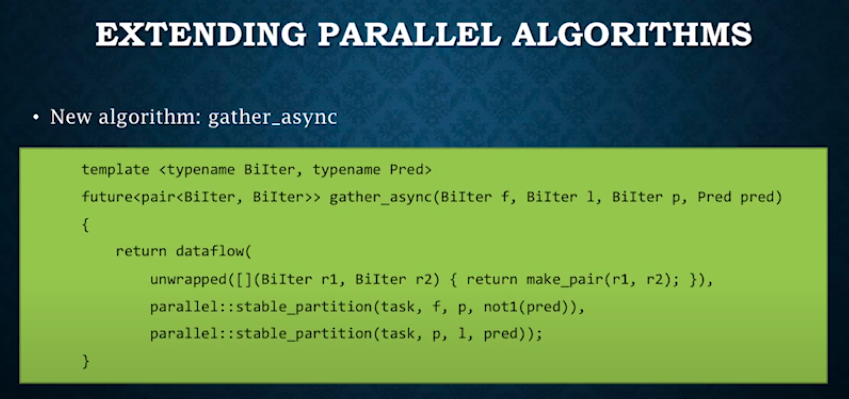 EXTENDING PARALLEL ALGORITHMS
• New algorithm: gather_async
template <typename BiIter, typename Pred>
future<pair<BiIter, BiIter>> gather_async(BiIter f, BiIter l, BiIter p, Pred pred)
{
    return dataflow(
        unwrapped([](BiIter r1, BiIter r2) { return make_pair(r1, r2); }),
        parallel::stable_partition(task, f, p, not1(pred)),
        parallel::stable_partition(task, p, l, pred));
}